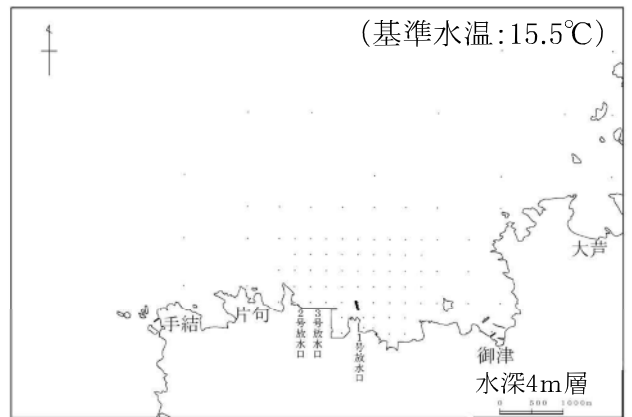 (基準水温:15.5℃)
大芦
手結
片句
2号放水口
3号放水口
1号放水口
御津
水深4m層
0 500 1000m